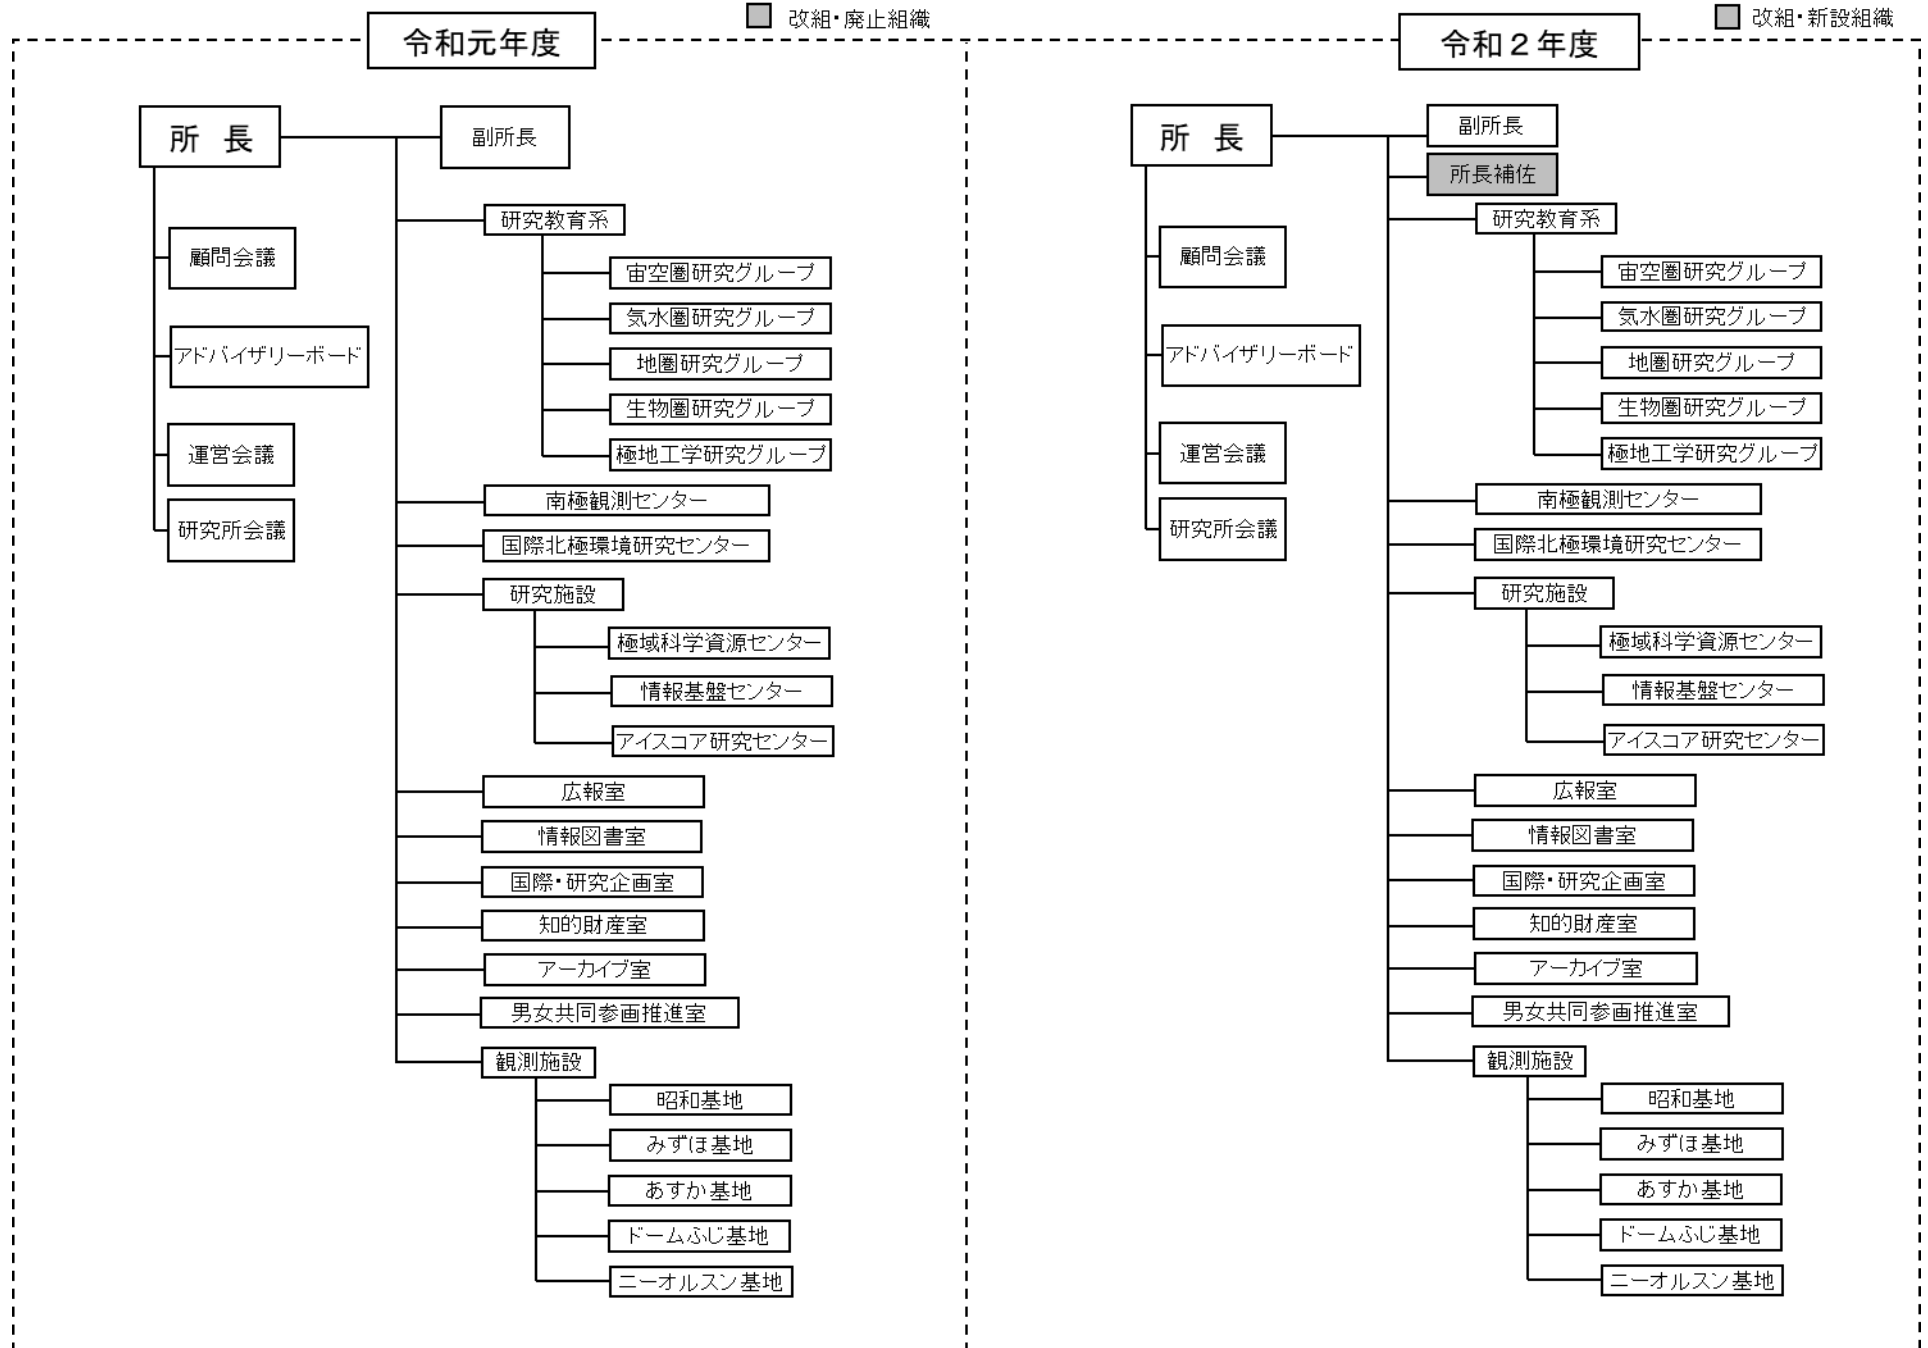 改組・廃止組織
令和元年度
所　長
副所長
顧問会議
アドバイザリーボード
運営会議
研究所会議
研究教育系
宙空圏研究グループ
気水圏研究グループ
地圏研究グループ
生物圏研究グループ
極地工学研究グループ
南極観測センター
国際北極環境研究センター
研究施設
極域科学資源センター
情報基盤センター
アイスコア研究センター
広報室
情報図書室
国際・研究企画室
知的財産室
アーカイブ室
男女共同参画推進室
観測施設
昭和基地
みずほ基地
あすか基地
ドームふじ基地
ニーオルスン基地
改組・新設組織
令和２年度
所　長
副所長
所長補佐
顧問会議
アドバイザリーボード
運営会議
研究所会議
研究教育系
宙空圏研究グループ
気水圏研究グループ
地圏研究グループ
生物圏研究グループ
極地工学研究グループ
南極観測センター
国際北極環境研究センター
研究施設
極域科学資源センター
情報基盤センター
アイスコア研究センター
広報室
情報図書室
国際・研究企画室
知的財産室
アーカイブ室
男女共同参画推進室
観測施設
昭和基地
みずほ基地
あすか基地
ドームふじ基地
ニーオルスン基地